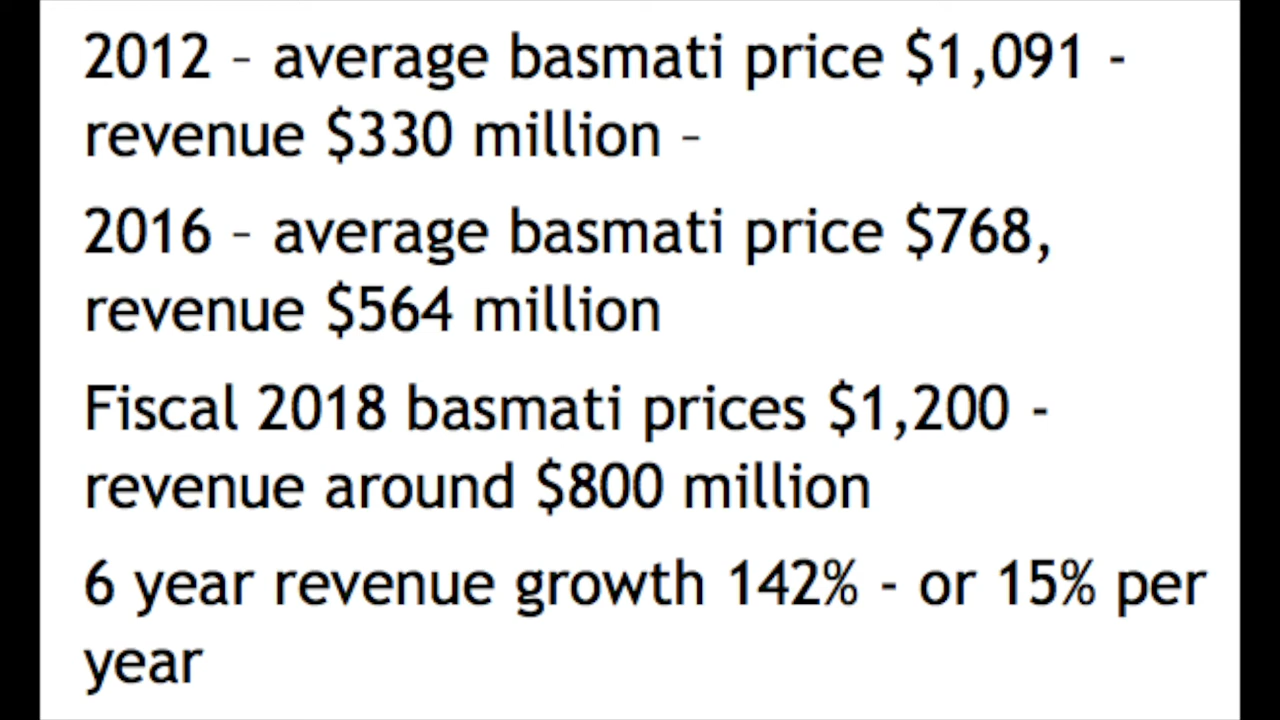 2012 – average basmati price $1,091 -
revenue $330 million –
2016 – average basmati price $768,
revenue $564 million
Fiscal 2018 basmati prices $1,200 -
revenue around $800 million
6 year revenue growth 142% - or 15% per
year